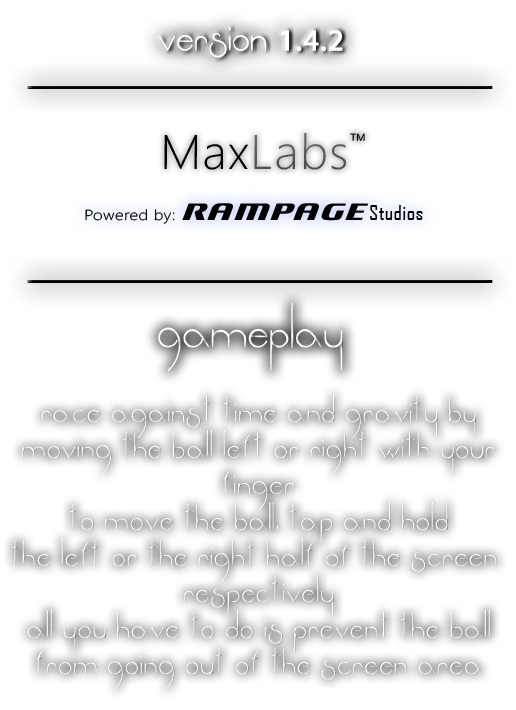 version 1.4.2
MaxLabs™
Powered by: RAMPAGE Studios
gameplay
race against time and gravity by
moving the ball left or right with your
finger
to move the ball, tap and hold
the left or the right half of the screen
respectively
all you have to do is prevent the ball
from going out of the screen area